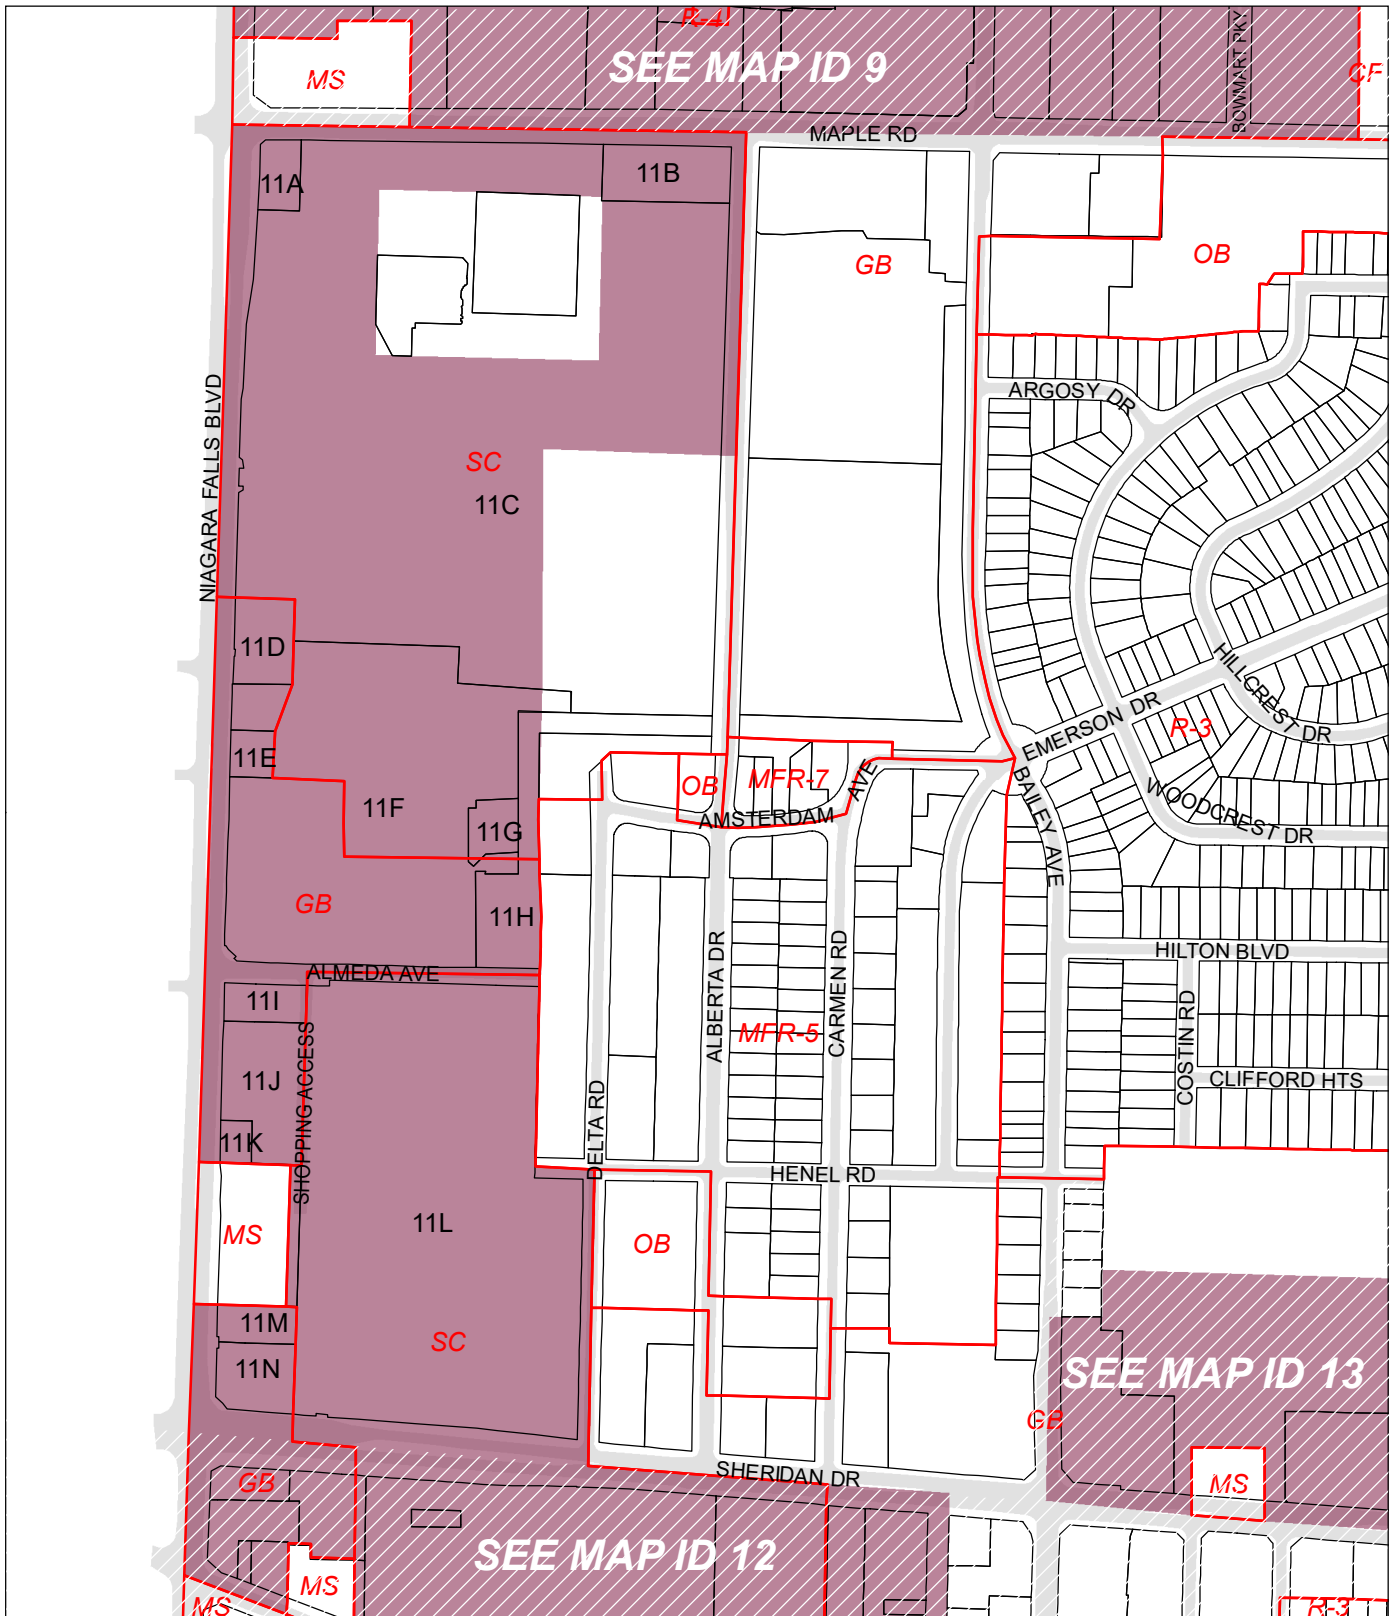 R-4
SEE MAP ID 9
MS
CF
BOWMART PKY
MAPLE RD
11A
11B
GB
OB
ARGOSY DR
NIAGARA FALLS BLVD
SC
11C
11D
HILLCREST DR
EMERSON DR
R-3
11E
OB
MFR-7
AVE
11F
BAILEY AVE
WOODCREST DR
AMSTERDAM
11G
GB
11H
ALBERTA DR
CARMEN RD
HILTON BLVD
ALMEDA AVE
11I
MFR-5
COSTIN RD
SHOPPING ACCESS
11J
CLIFFORD HTS
DELTA RD
11K
HENEL RD
11L
MS
OB
11M
SC
11N
SEE MAP ID 13
GB
SHERIDAN DR
GB
MS
SEE MAP ID 12
MS
MS
R-3